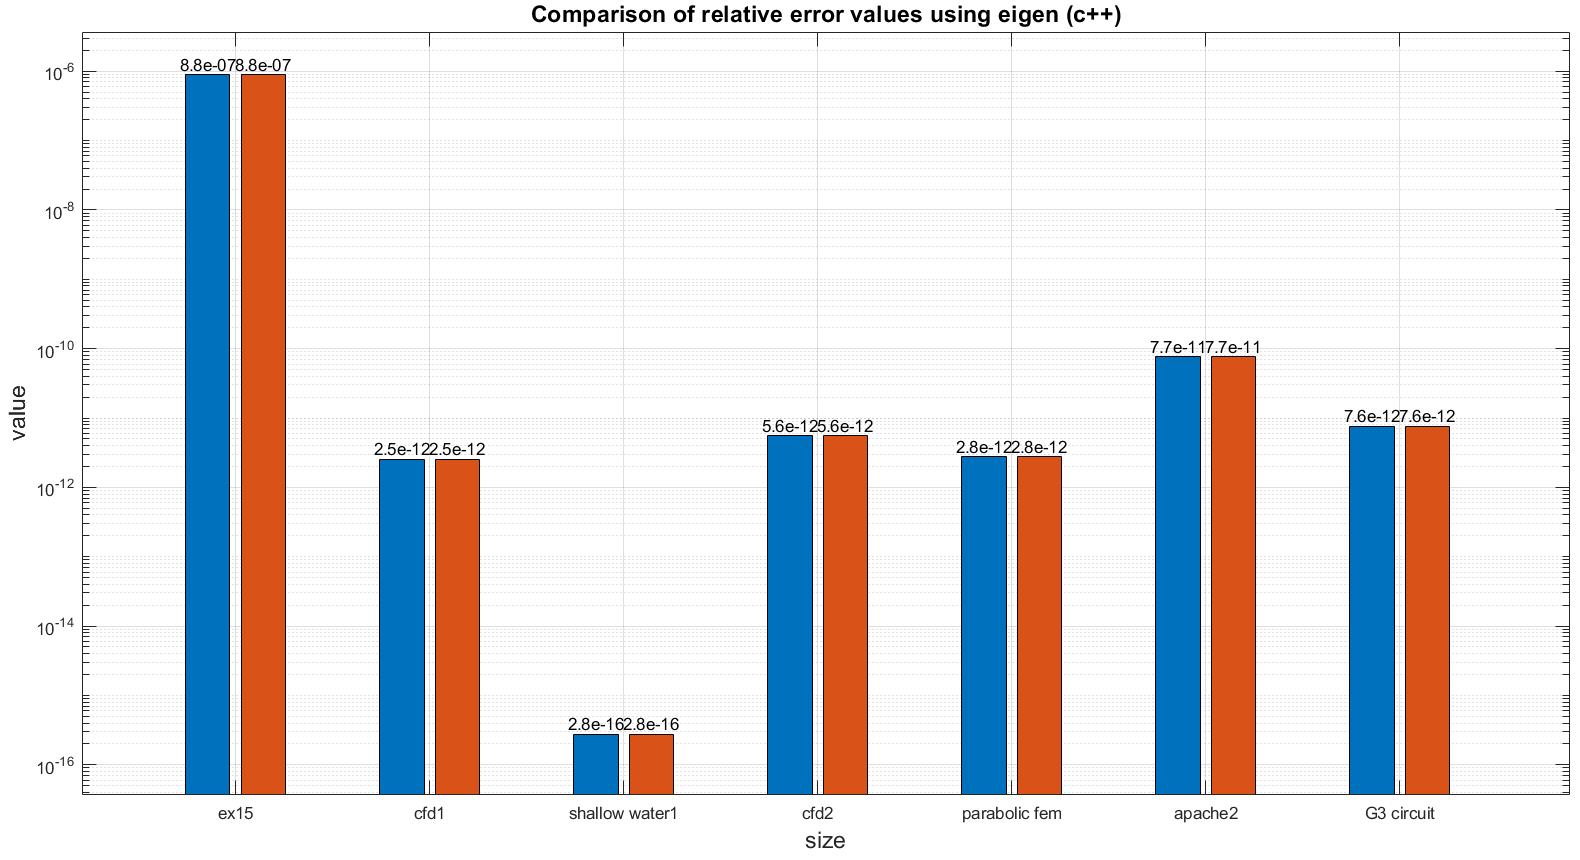 Comparison of relative error values using eigen (c++)
value
10^-6
10^-8
10^-10
10^-12
10^-14
10^-16
8.8e-07 8.8e-07
2.5e-12 2.5e-12
2.8e-16 2.8e-16
5.6e-12 5.6e-12
2.8e-12 2.8e-12
7.7e-11 7.7e-11
7.6e-12 7.6e-12
ex15 cfd1 shallow water1 cfd2 parabolic fem apache2 G3 circuit
size